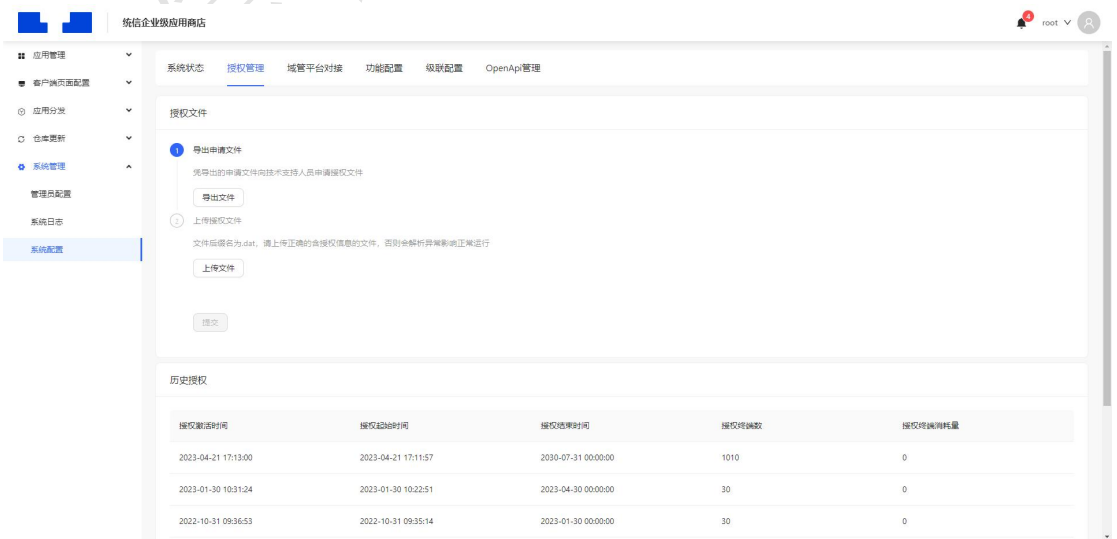 统信企业级应用商店
4
root
应用管理
客户端页面配置
应用分发
仓库更新
系统管理
管理员配置
系统日志
系统配置
系统状态 授权管理 域管平台对接 功能配置 级联配置 OpenApi管理
授权文件
1 导出申请文件
凭导出的申请文件向技术支持人员申请授权文件
导出文件
2 上传授权文件
文件后缀名为.dat，请上传正确的含授权信息的文件，否则会解析异常影响正常运行
上传文件
提交
历史授权
授权激活时间 授权起始时间 授权结束时间 授权终端数 授权终端消耗量
2023-04-21 17:13:00 2023-04-21 17:11:57 2030-07-31 00:00:00 1010 0
2023-01-30 10:31:24 2023-01-30 10:22:51 2023-04-30 00:00:00 30 0
2022-10-31 09:36:53 2022-10-31 09:35:14 2023-01-30 00:00:00 30 0